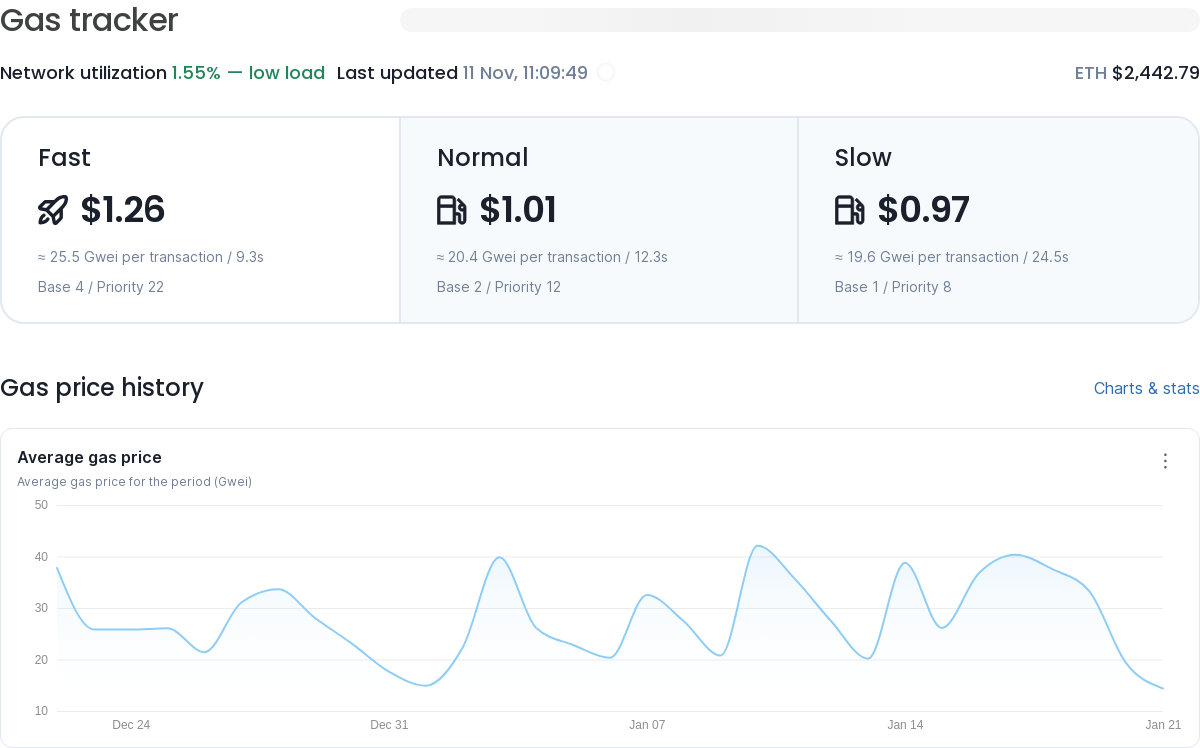 Gas tracker
Network utilization 1.55% — low load Last updated 11 Nov, 11:09:49
ETH $2,442.79
Fast
$1.26
≈ 25.5 Gwei per transaction / 9.3s
Base 4 / Priority 22
Normal
$1.01
≈ 20.4 Gwei per transaction / 12.3s
Base 2 / Priority 12
Slow
$0.97
≈ 19.6 Gwei per transaction / 24.5s
Base 1 / Priority 8
Gas price history
Charts & stats
Average gas price
Average gas price for the period (Gwei)
50
40
30
20
10
Dec 24 Dec 31 Jan 07 Jan 14 Jan 21